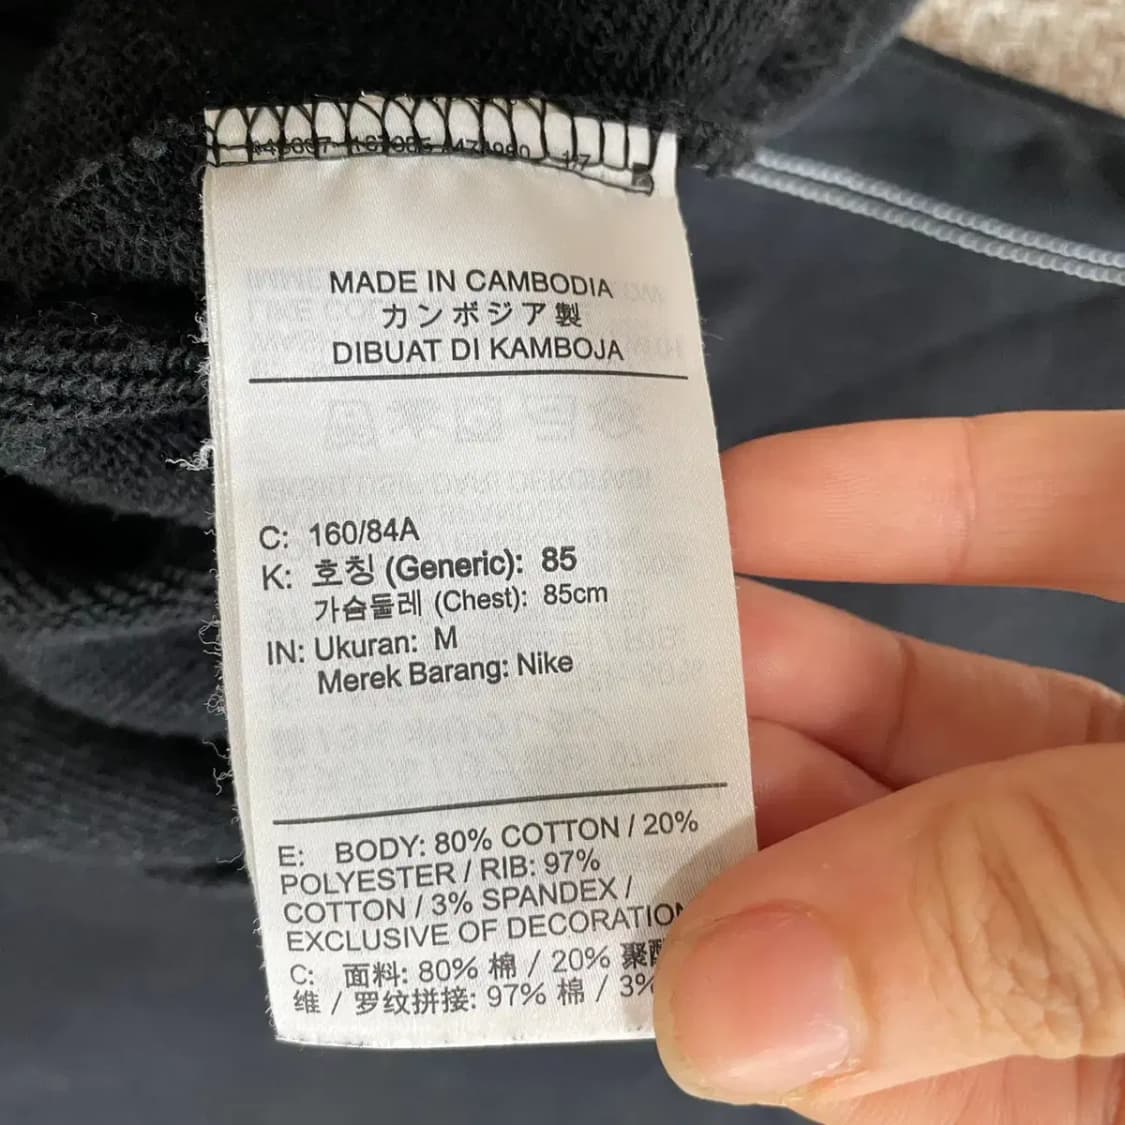 MADE IN CAMBODIA
カンボジア製
DIBUAT DI KAMBOJA
C: 160/84A
K: 호칭 (Generic): 85
가슴둘레 (Chest): 85cm
IN: Ukuran: M
Merek Barang: Nike
E: BODY: 80% COTTON / 20%
POLYESTER / RIB: 97%
COTTON / 3% SPANDEX /
EXCLUSIVE OF DECORATION
C: 面料: 80% 棉 / 20% 聚酯
维 / 罗纹拼接: 97% 棉 / 3%